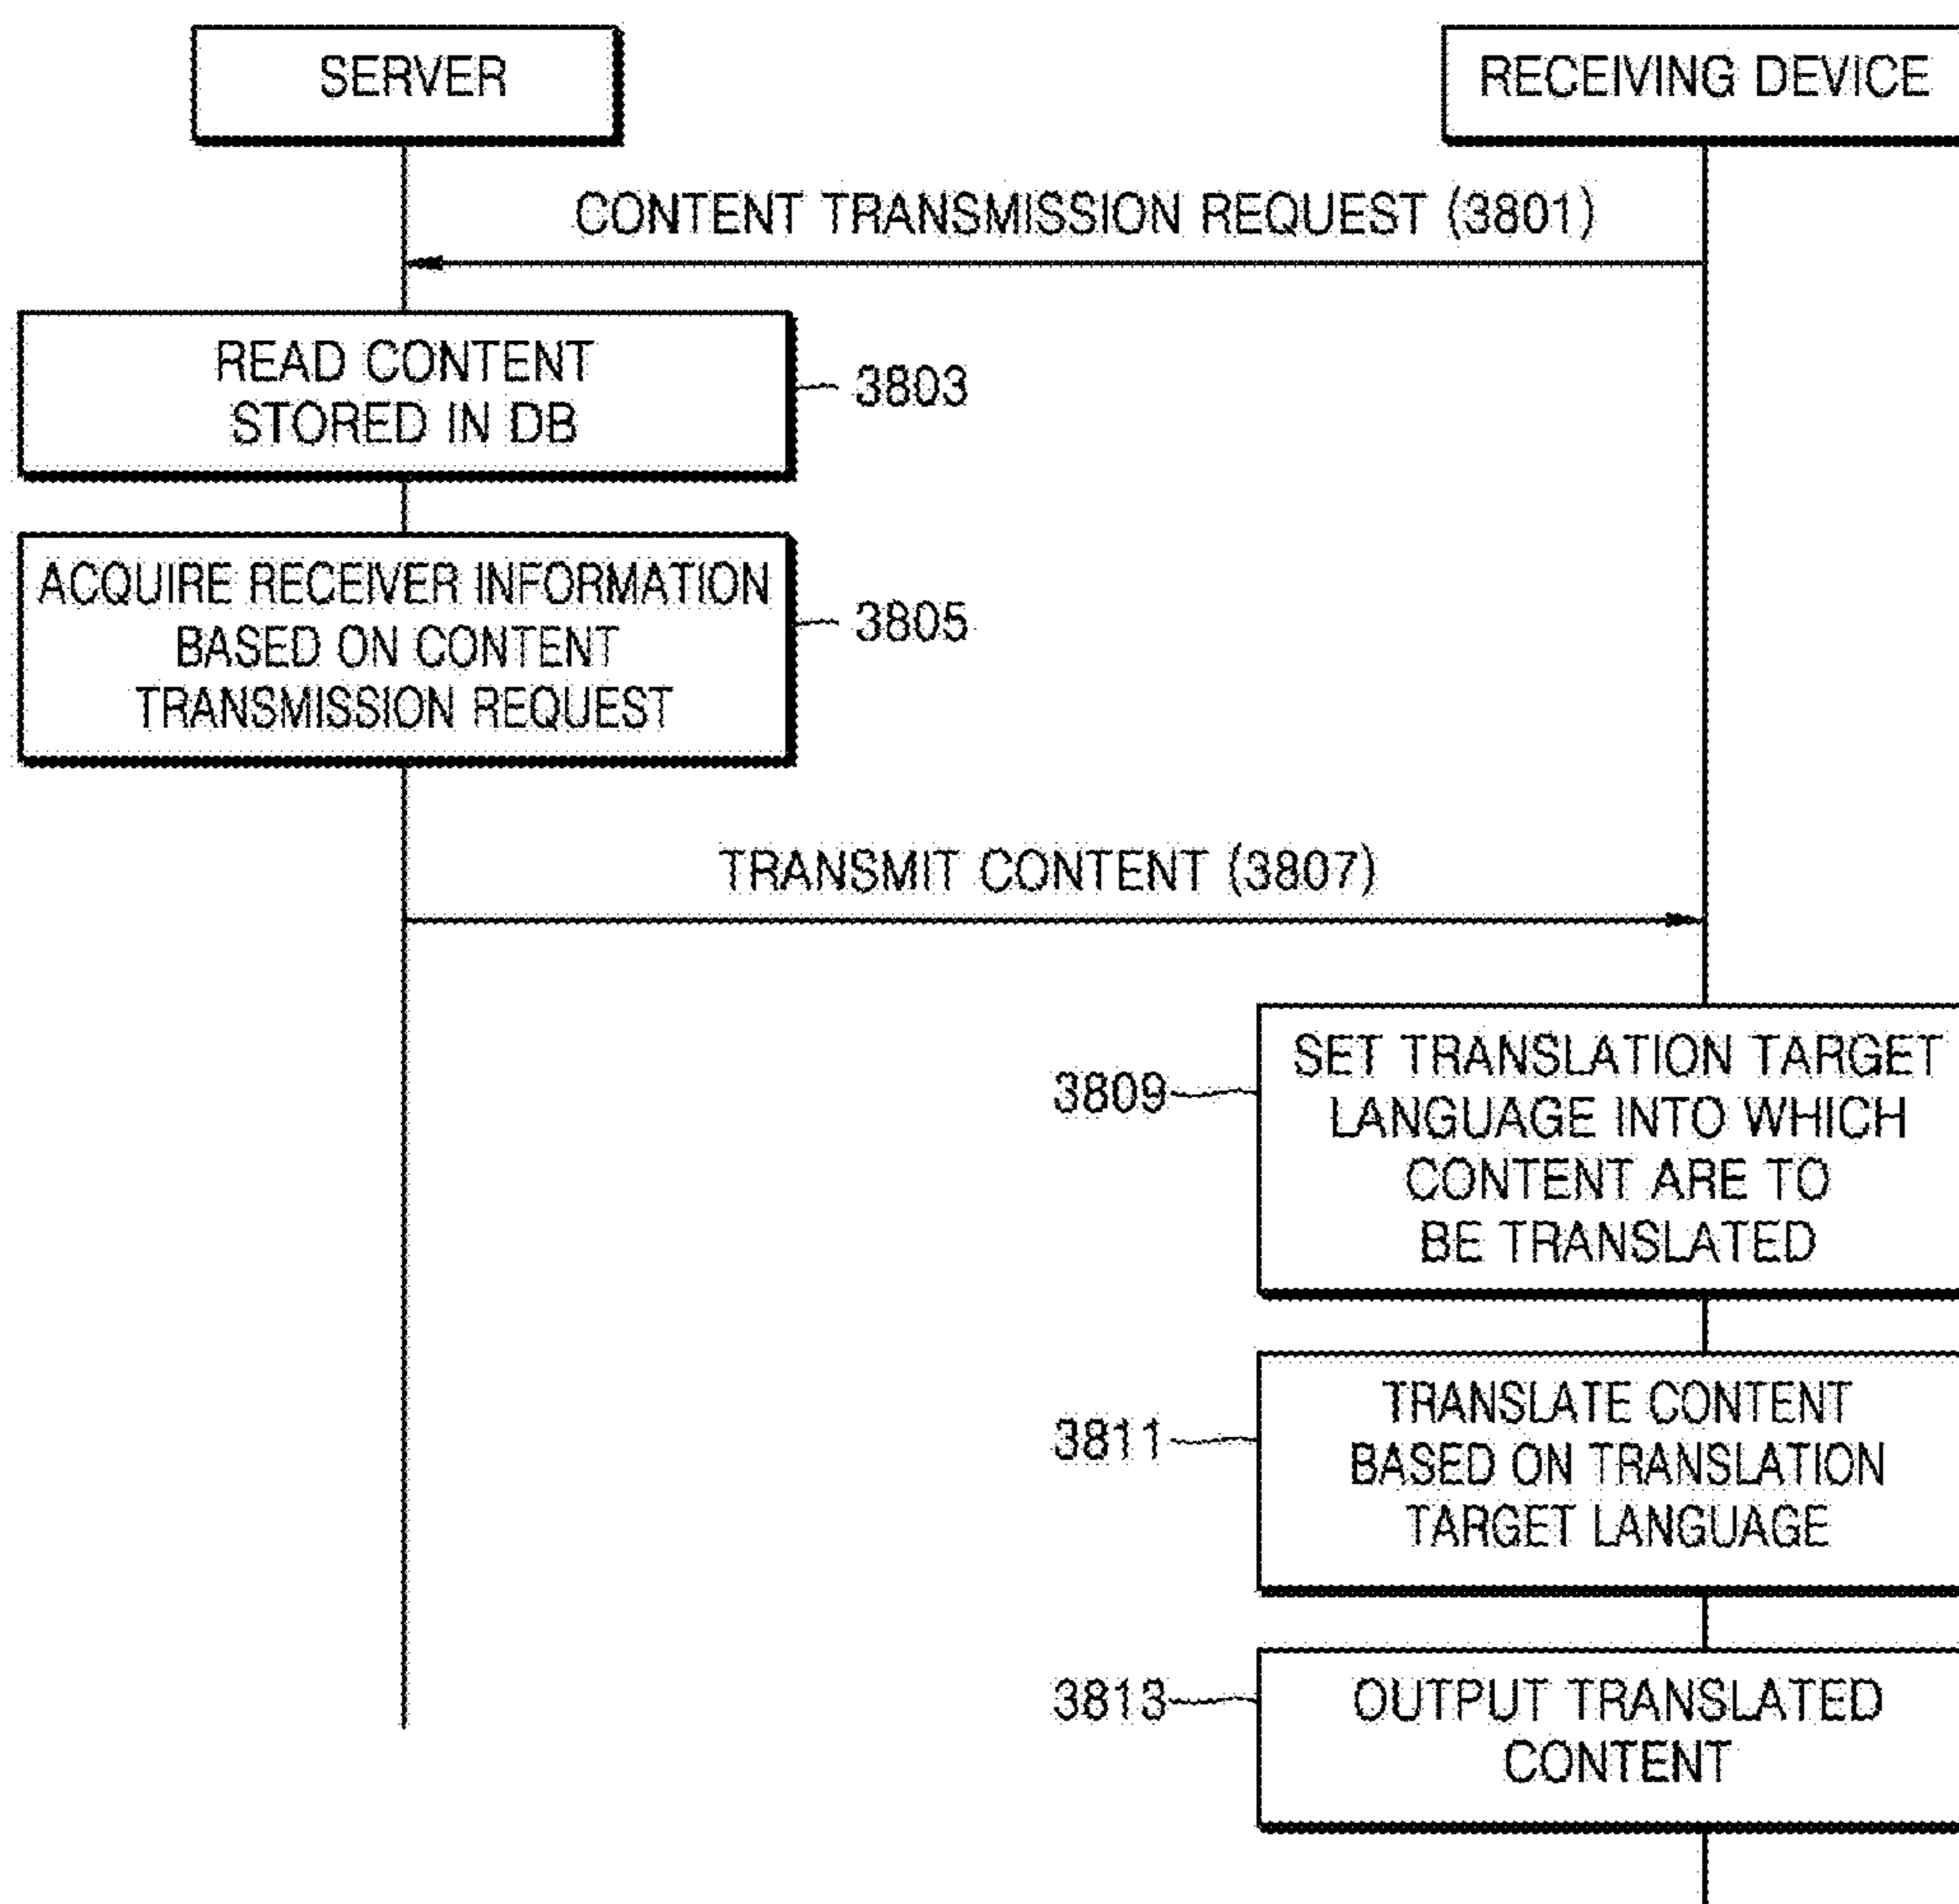 SERVER
RECEIVING DEVICE
CONTENT TRANSMISSION REQUEST (3801)
READ CONTENT
STORED IN DB
3803
ACQUIRE RECEIVER INFORMATION
BASED ON CONTENT
TRANSMISSION REQUEST
3805
TRANSMIT CONTENT (3807)
3809
SET TRANSLATION TARGET
LANGUAGE INTO WHICH
CONTENT ARE TO
BE TRANSLATED
3811
TRANSLATE CONTENT
BASED ON TRANSLATION
TARGET LANGUAGE
3813
OUTPUT TRANSLATED
CONTENT